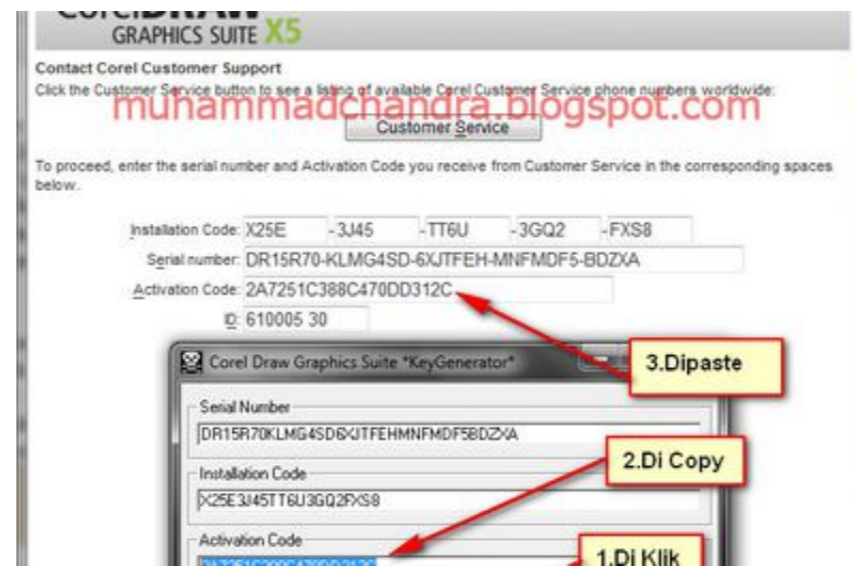 CorelDRAW
GRAPHICS SUITE X5
Contact Corel Customer Support
Click the Customer Service button to see a listing of available Corel Customer Service phone numbers worldwide:
muhammadchandra.blogspot.com
Customer Service
To proceed, enter the serial number and Activation Code you receive from Customer Service in the corresponding spaces
below.
Installation Code: X25E -3J45 -TT6U -3GQ2 -FXS8
Serial number: DR15R70-KLMG4SD-6XJTFEH-MNFMDF5-BDZXA
Activation Code: 2A7251C388C470DD312C
ID: 610005 30
Corel Draw Graphics Suite *KeyGenerator*
3.Dipaste
Serial Number
DR15R70KLMG4SD6XJTFEHMNFMDF5BDZXA
2.Di Copy
Installation Code
X25E3J45TT6U3GQ2FXS8
Activation Code
1.Di Klik